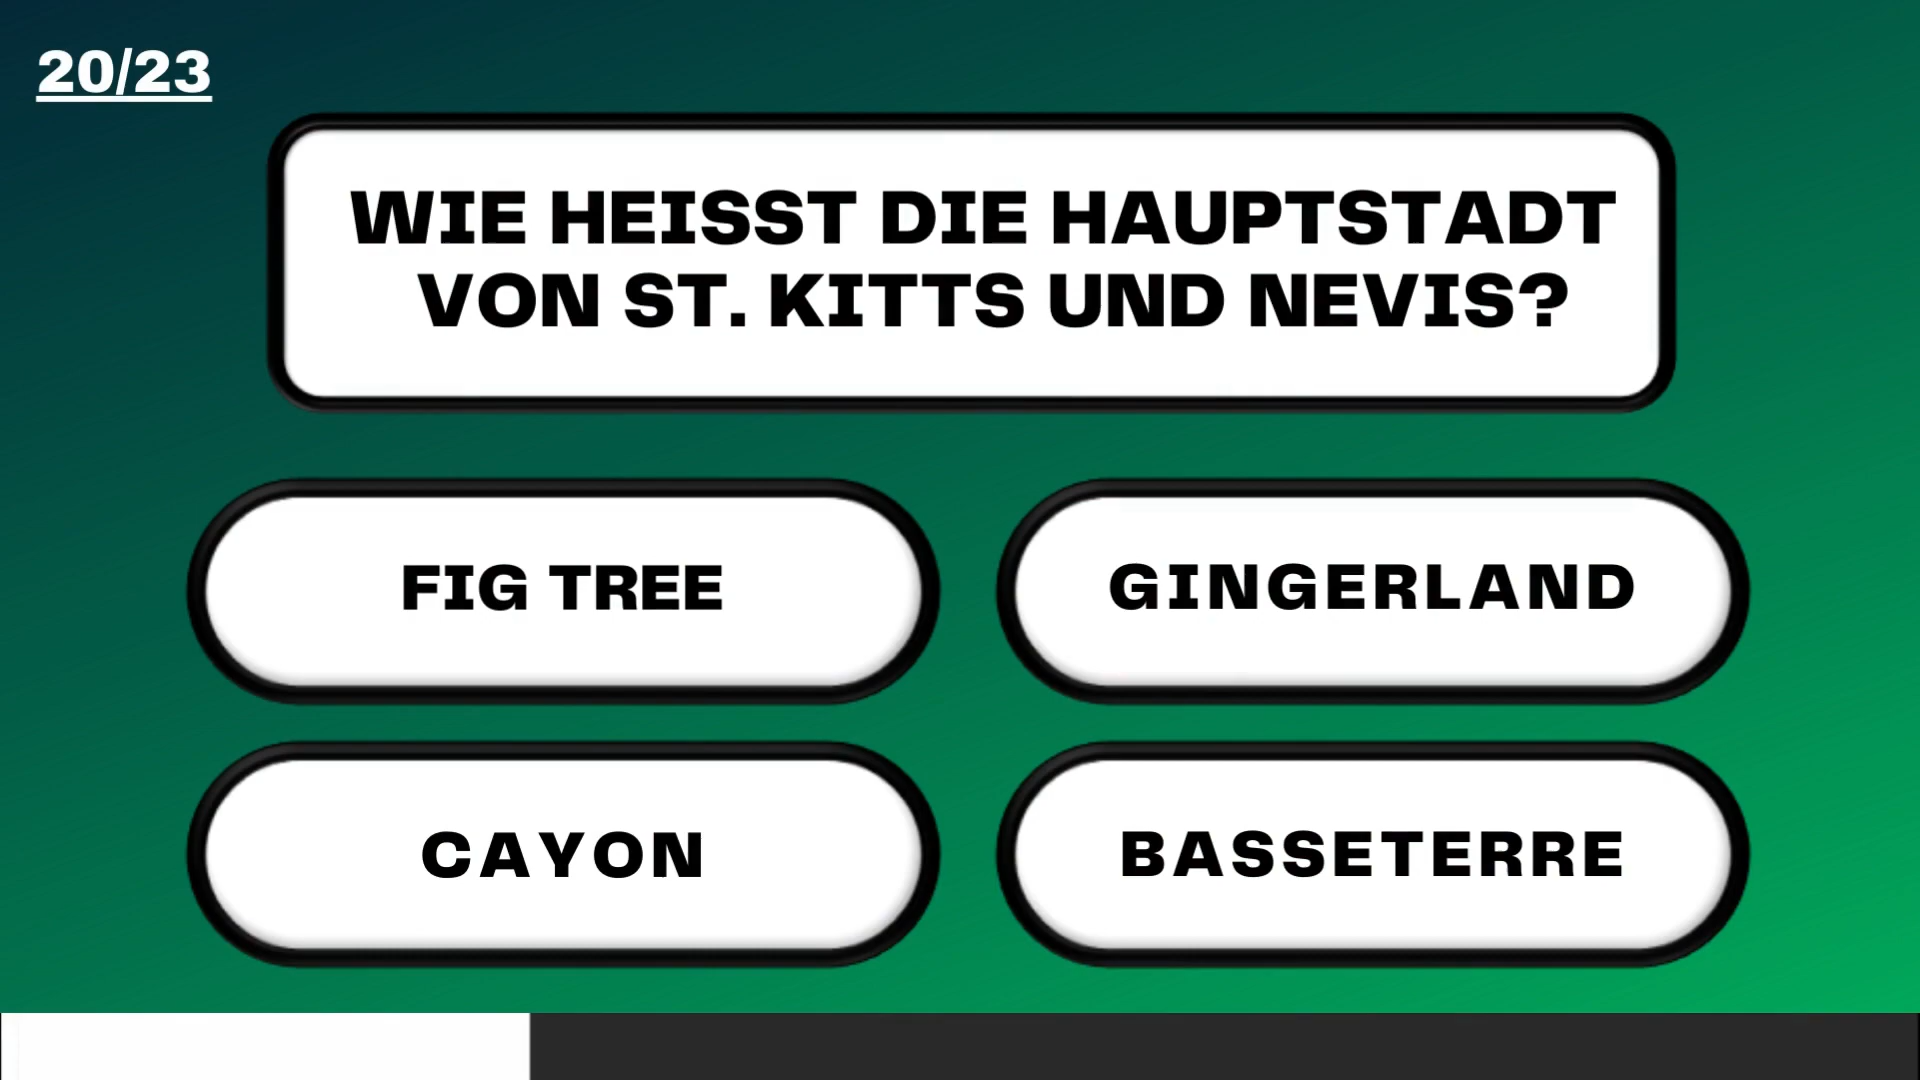 20/23
WIE HEISST DIE HAUPTSTADT
VON ST. KITTS UND NEVIS?
FIG TREE
GINGERLAND
CAYON
BASSETERRE